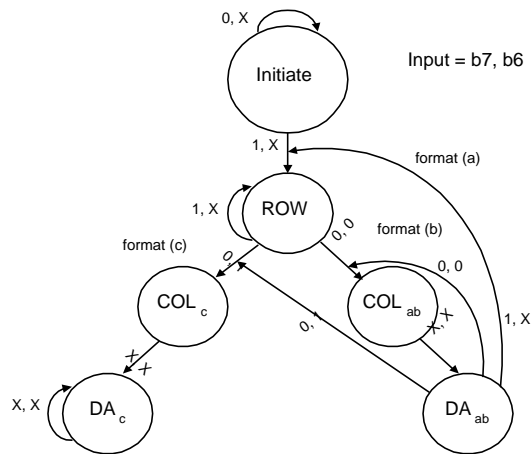 0, X
Initiate
Input = b7, b6
1, X
format (a)
1, X
ROW
0, 0
format (b)
format (c)
0, 0
COL c
COL ab
X, X
0, 1
1, X
X, X
X, X
DA c
DA ab